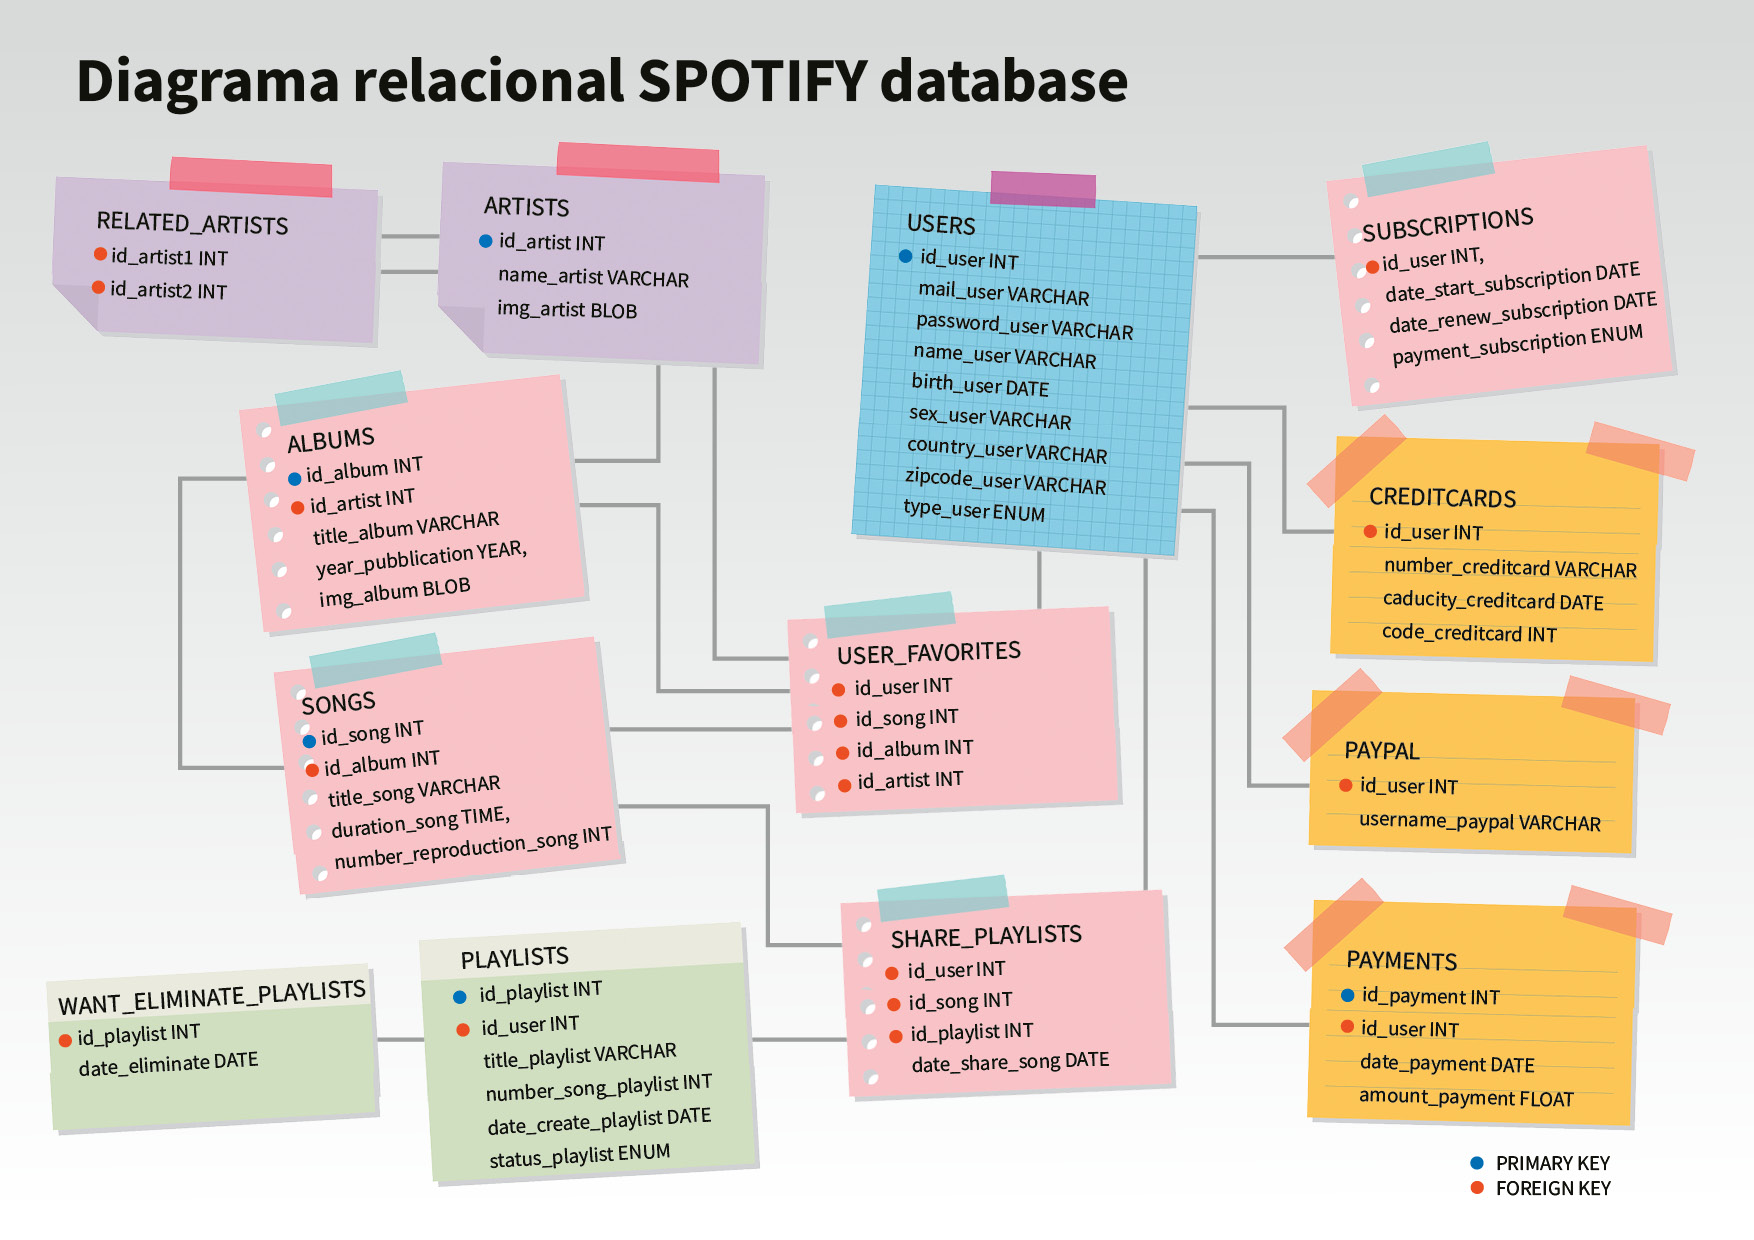 Diagrama relacional SPOTIFY database
RELATED_ARTISTS
id_artist1 INT
id_artist2 INT
ARTISTS
id_artist INT
name_artist VARCHAR
img_artist BLOB
USERS
id_user INT
mail_user VARCHAR
password_user VARCHAR
name_user VARCHAR
birth_user DATE
sex_user VARCHAR
country_user VARCHAR
zipcode_user VARCHAR
type_user ENUM
SUBSCRIPTIONS
id_user INT,
date_start_subscription DATE
date_renew_subscription DATE
payment_subscription ENUM
ALBUMS
id_album INT
id_artist INT
title_album VARCHAR
year_pubblication YEAR,
img_album BLOB
CREDITCARDS
id_user INT
number_creditcard VARCHAR
caducity_creditcard DATE
code_creditcard INT
SONGS
id_song INT
id_album INT
title_song VARCHAR
duration_song TIME,
number_reproduction_song INT
USER_FAVORITES
id_user INT
id_song INT
id_album INT
id_artist INT
PAYPAL
id_user INT
username_paypal VARCHAR
WANT_ELIMINATE_PLAYLISTS
id_playlist INT
date_eliminate DATE
PLAYLISTS
id_playlist INT
id_user INT
title_playlist VARCHAR
number_song_playlist INT
date_create_playlist DATE
status_playlist ENUM
SHARE_PLAYLISTS
id_user INT
id_song INT
id_playlist INT
date_share_song DATE
PAYMENTS
id_payment INT
id_user INT
date_payment DATE
amount_payment FLOAT
PRIMARY KEY
FOREIGN KEY